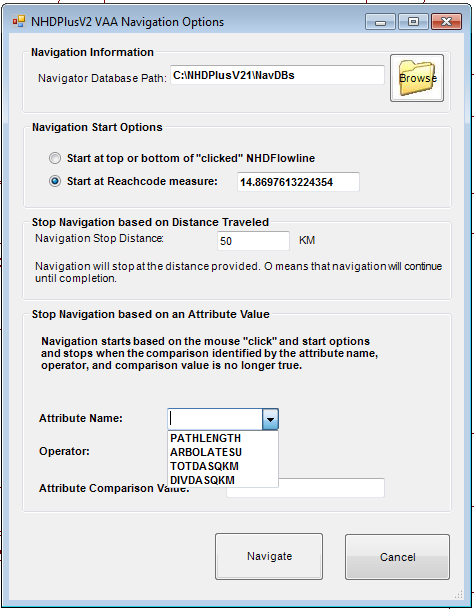 NHDPlusV2 VAA Navigation Options
Navigation Information
Navigator Database Path: C:\NHDPlusV21\NavDBs
Browse
Navigation Start Options
Start at top or bottom of "clicked" NHDFlowline
Start at Reachcode measure: 14.8697613224354
Stop Navigation based on Distance Traveled
Navigation Stop Distance: 50 KM
Navigation will stop at the distance provided. O means that navigation will continue
until completion.
Stop Navigation based on an Attribute Value
Navigation starts based on the mouse "click" and start options
and stops when the comparison identified by the attribute name,
operator, and comparison value is no longer true.
Attribute Name:
PATHLENGTH
ARBOLATESU
TOTDASQKM
DIVDASQKM
Operator:
Attribute Comparison Value:
Navigate
Cancel